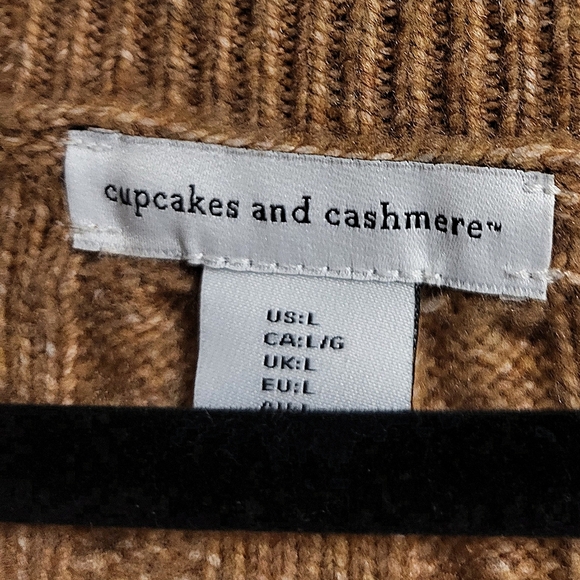 cupcakes and cashmere™
US:L
CA:L/G
UK:L
EU:L